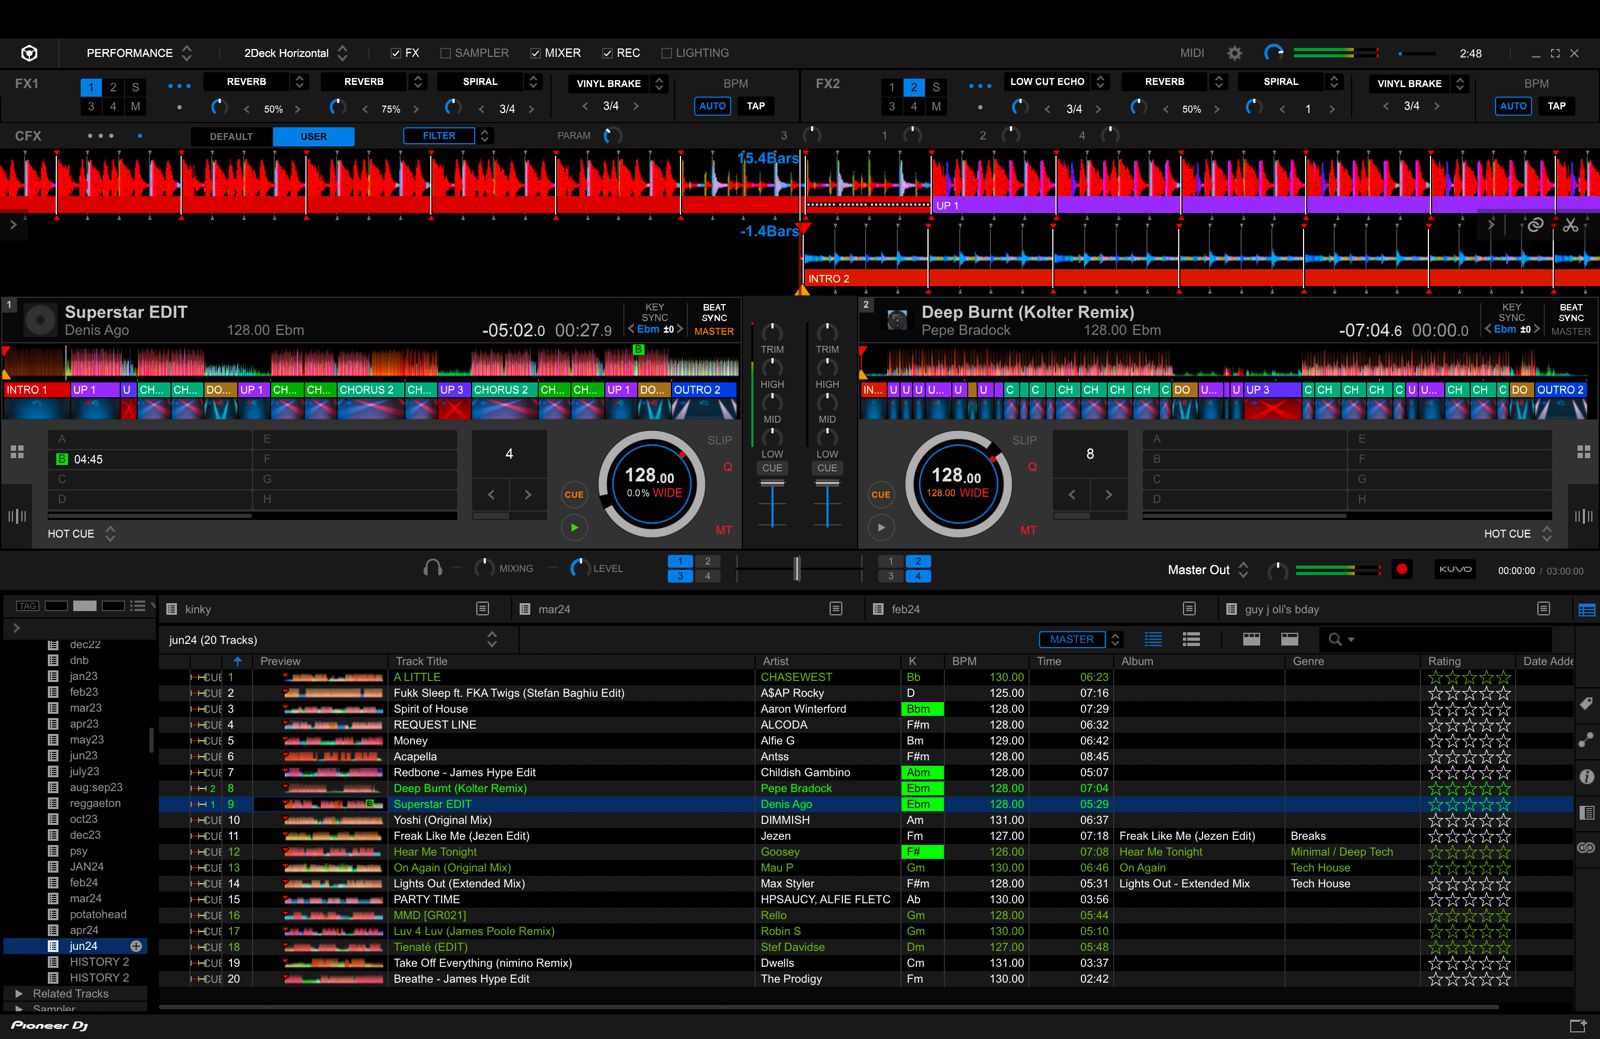 PERFORMANCE 2Deck Horizontal FX SAMPLER MIXER REC LIGHTING MIDI 2:48
FX1 1 2 S REVERB REVERB SPIRAL VINYL BRAKE BPM FX2 1 2 S LOW CUT ECHO REVERB SPIRAL VINYL BRAKE BPM
3 4 M 50% 75% 3/4 3/4 AUTO TAP 3 4 M 3/4 50% 1 3/4 AUTO TAP
CFX DEFAULT USER FILTER PARAM 3 1 2 4
15.4Bars
UP 1
-1.4Bars
INTRO 2
1 Superstar EDIT KEY SYNC BEAT SYNC
Denis Ago 128.00 Ebm -05:02.0 00:27.9 Ebm ±0 MASTER
2 Deep Burnt (Kolter Remix) KEY SYNC BEAT SYNC
Pepe Bradock 128.00 Ebm -07:04.6 00:00.0 Ebm ±0 MASTER
B
INTRO 1 UP 1 U CH... CH... DO... UP 1 CH... CH... CHORUS 2 CH... UP 3 CHORUS 2 CH... CH... UP 1 DO... OUTRO 2
IN... U U U U... U U C C CH CH CH C DO U... U UP 3 C CH CH CH C U U... C CH DO OUTRO 2
TRIM TRIM
HIGH HIGH
MID MID
LOW LOW
CUE CUE
A E
B 04:45 F
C G
D H
HOT CUE
4
CUE
128.00
0.0% WIDE
SLIP
Q
MT
CUE
128.00
128.00 WIDE
SLIP
Q
MT
8
A E
B F
C G
D H
HOT CUE
MIXING LEVEL 1 2 3 4 1 2 3 4 Master Out KUVO 00:00:00 / 03:00:00
TAG kinky mar24 feb24 guy j oli's bday
jun24 (20 Tracks) MASTER
Preview Track Title Artist K BPM Time Album Genre Rating Date Adde
CUE 1 A LITTLE CHASEWEST Bb 130.00 06:23
CUE 2 Fukk Sleep ft. FKA Twigs (Stefan Baghiu Edit) A$AP Rocky D 125.00 07:16
CUE 3 Spirit of House Aaron Winterford Bbm 128.00 07:29
CUE 4 REQUEST LINE ALCODA F#m 128.00 06:32
CUE 5 Money Alfie G Bm 129.00 06:42
CUE 6 Acapella Antss F#m 128.00 08:45
CUE 7 Redbone - James Hype Edit Childish Gambino Abm 128.00 05:07
2 8 Deep Burnt (Kolter Remix) Pepe Bradock Ebm 128.00 07:04
1 9 B Superstar EDIT Denis Ago Ebm 128.00 05:29
CUE 10 Yoshi (Original Mix) DIMMISH Am 131.00 06:37
CUE 11 Freak Like Me (Jezen Edit) Jezen Fm 127.00 07:18 Freak Like Me (Jezen Edit) Breaks
CUE 12 Hear Me Tonight Goosey F# 126.00 07:08 Hear Me Tonight Minimal / Deep Tech
CUE 13 On Again (Original Mix) Mau P Gm 130.00 06:46 On Again Tech House
CUE 14 Lights Out (Extended Mix) Max Styler F#m 128.00 05:31 Lights Out - Extended Mix Tech House
CUE 15 PARTY TIME HPSAUCY, ALFIE FLETC Ab 130.00 03:56
CUE 16 MMD [GR021] Rello Gm 128.00 05:44
CUE 17 Luv 4 Luv (James Poole Remix) Robin S Gm 130.00 05:10
CUE 18 Tienaté (EDIT) Stef Davidse Dm 127.00 05:48
CUE 19 Take Off Everything (nimino Remix) Dwells Cm 131.00 03:37
CUE 20 Breathe - James Hype Edit The Prodigy Fm 130.00 02:42
dec22
dnb
jan23
feb23
mar23
apr23
may23
jun23
july23
aug:sep23
reggaeton
oct23
dec23
psy
JAN24
feb24
mar24
potatohead
apr24
jun24
HISTORY 2
HISTORY 2
Related Tracks
Sampler
Pioneer Dj